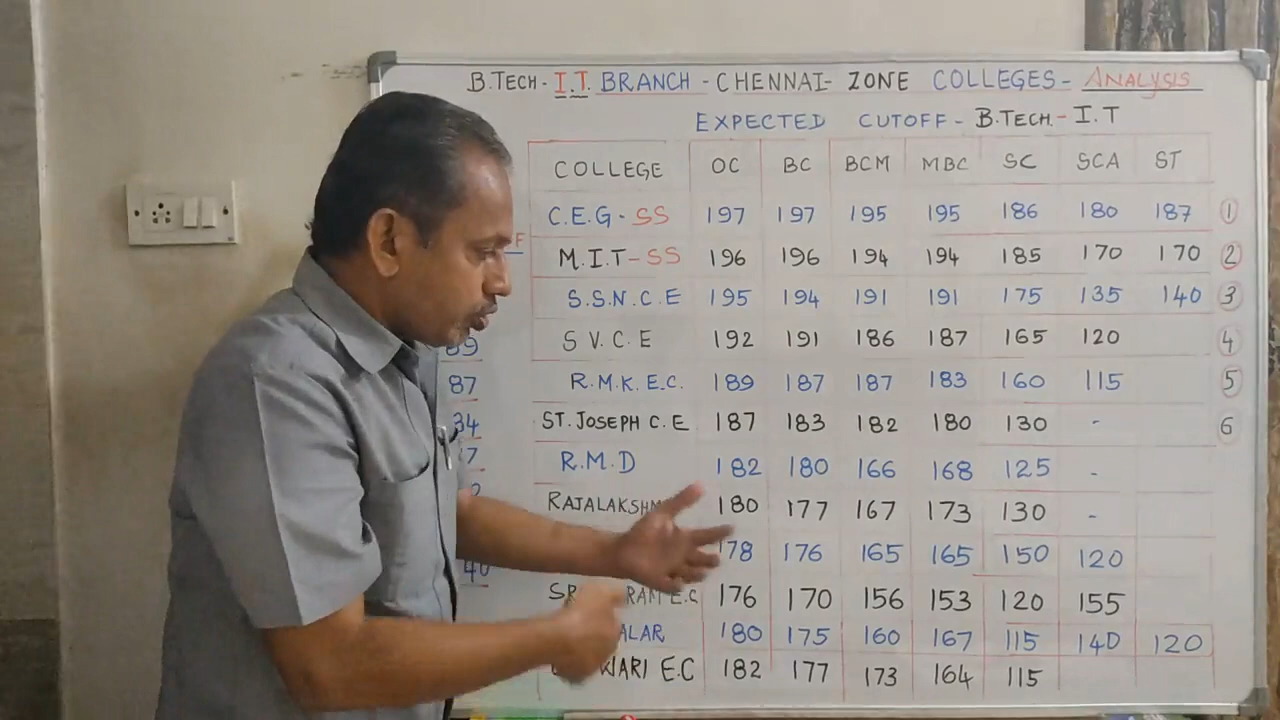 B.TECH - I.T. BRANCH - CHENNAI - ZONE COLLEGES - ANALYSIS
EXPECTED CUTOFF - B.TECH. - I.T
COLLEGE OC BC BCM MBC SC SCA ST
C.E.G - SS 197 197 195 195 186 180 187 1
F
M.I.T - SS 196 196 194 194 185 170 170 2
S.S.N.C.E 195 194 191 191 175 135 140 3
89 S V. C. E 192 191 186 187 165 120 4
87 R.M.K.E.C. 189 187 187 183 160 115 5
34 ST. JOSEPH C.E 187 183 182 180 130 - 6
R.M.D 182 180 166 168 125 -
180 177 167 173 130 -
178 176 165 165 150 120
40 176 170 156 153 120 155
180 175 160 167 115 140 120
E.C 182 177 173 164 115